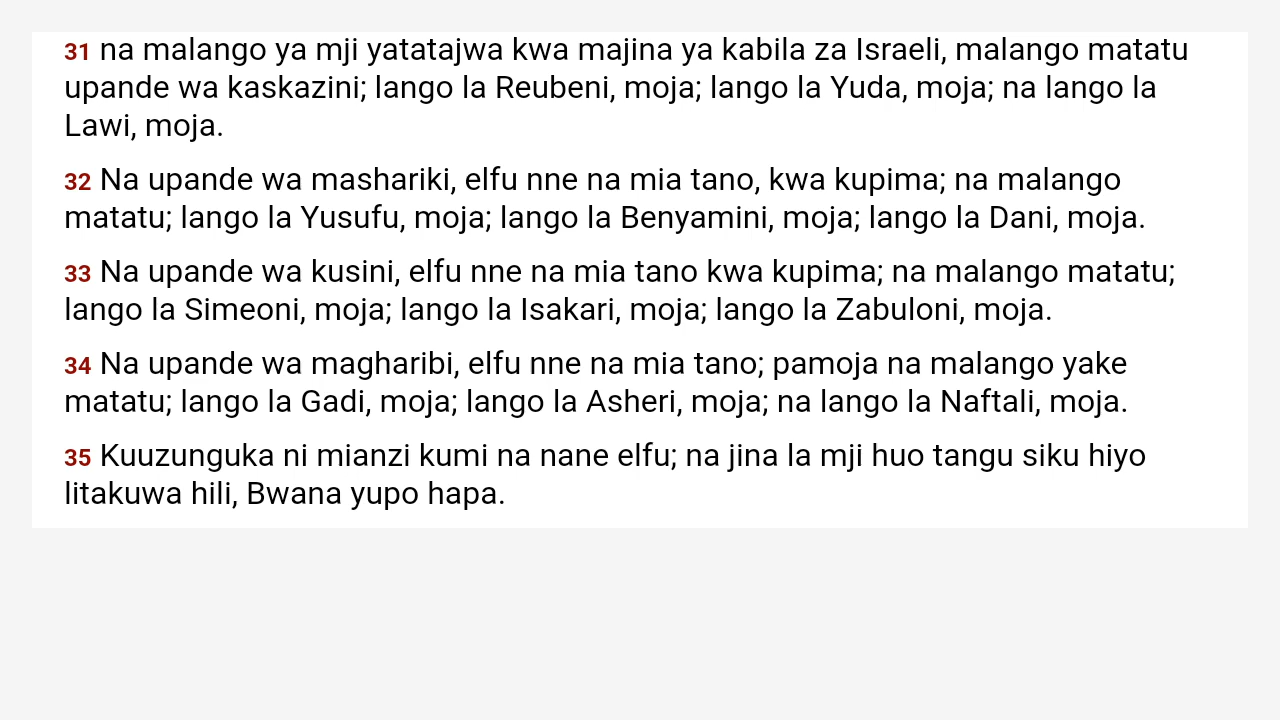 31 na malango ya mji yatatajwa kwa majina ya kabila za Israeli, malango matatu
upande wa kaskazini; lango la Reubeni, moja; lango la Yuda, moja; na lango la
Lawi, moja.
32 Na upande wa mashariki, elfu nne na mia tano, kwa kupima; na malango
matatu; lango la Yusufu, moja; lango la Benyamini, moja; lango la Dani, moja.
33 Na upande wa kusini, elfu nne na mia tano kwa kupima; na malango matatu;
lango la Simeoni, moja; lango la Isakari, moja; lango la Zabuloni, moja.
34 Na upande wa magharibi, elfu nne na mia tano; pamoja na malango yake
matatu; lango la Gadi, moja; lango la Asheri, moja; na lango la Naftali, moja.
35 Kuuzunguka ni mianzi kumi na nane elfu; na jina la mji huo tangu siku hiyo
litakuwa hili, Bwana yupo hapa.